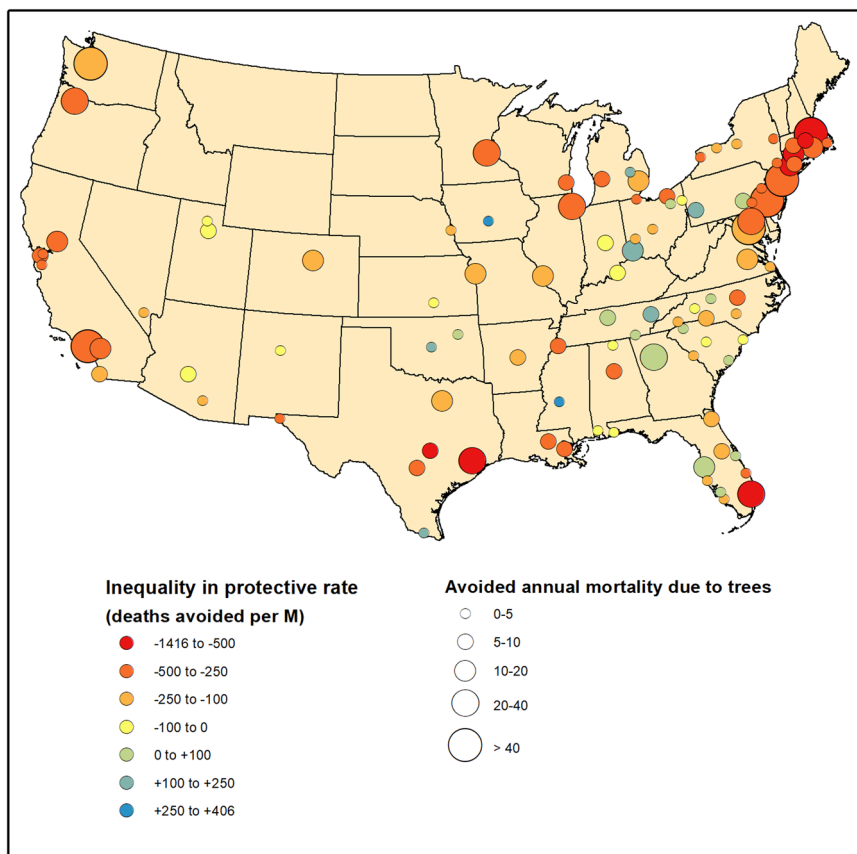 Inequality in protective rate
(deaths avoided per M)
-1416 to -500
-500 to -250
-250 to -100
-100 to 0
0 to +100
+100 to +250
+250 to +406
Avoided annual mortality due to trees
0-5
5-10
10-20
20-40
> 40